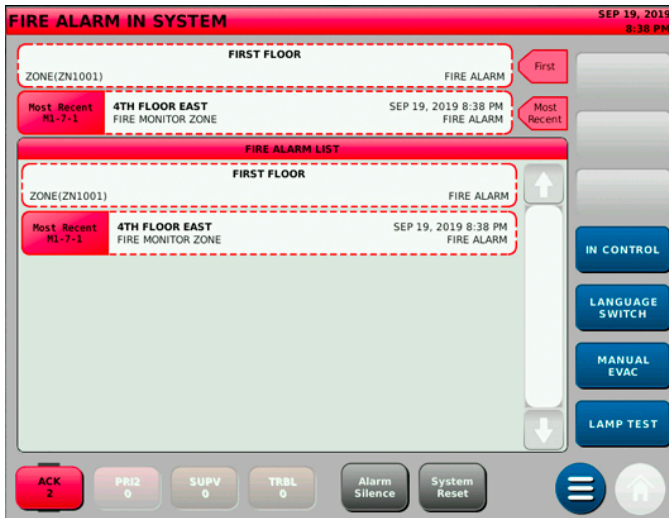 FIRE ALARM IN SYSTEM
SEP 19, 2019
8:38 PM
FIRST FLOOR
ZONE(ZN1001)
FIRE ALARM
First
Most Recent
M1-7-1
4TH FLOOR EAST
FIRE MONITOR ZONE
SEP 19, 2019 8:38 PM
FIRE ALARM
Most
Recent
FIRE ALARM LIST
FIRST FLOOR
ZONE(ZN1001)
FIRE ALARM
Most Recent
M1-7-1
4TH FLOOR EAST
FIRE MONITOR ZONE
SEP 19, 2019 8:38 PM
FIRE ALARM
IN CONTROL
LANGUAGE
SWITCH
MANUAL
EVAC
LAMP TEST
ACK
2
PRI2
0
SUPV
0
TRBL
0
Alarm
Silence
System
Reset